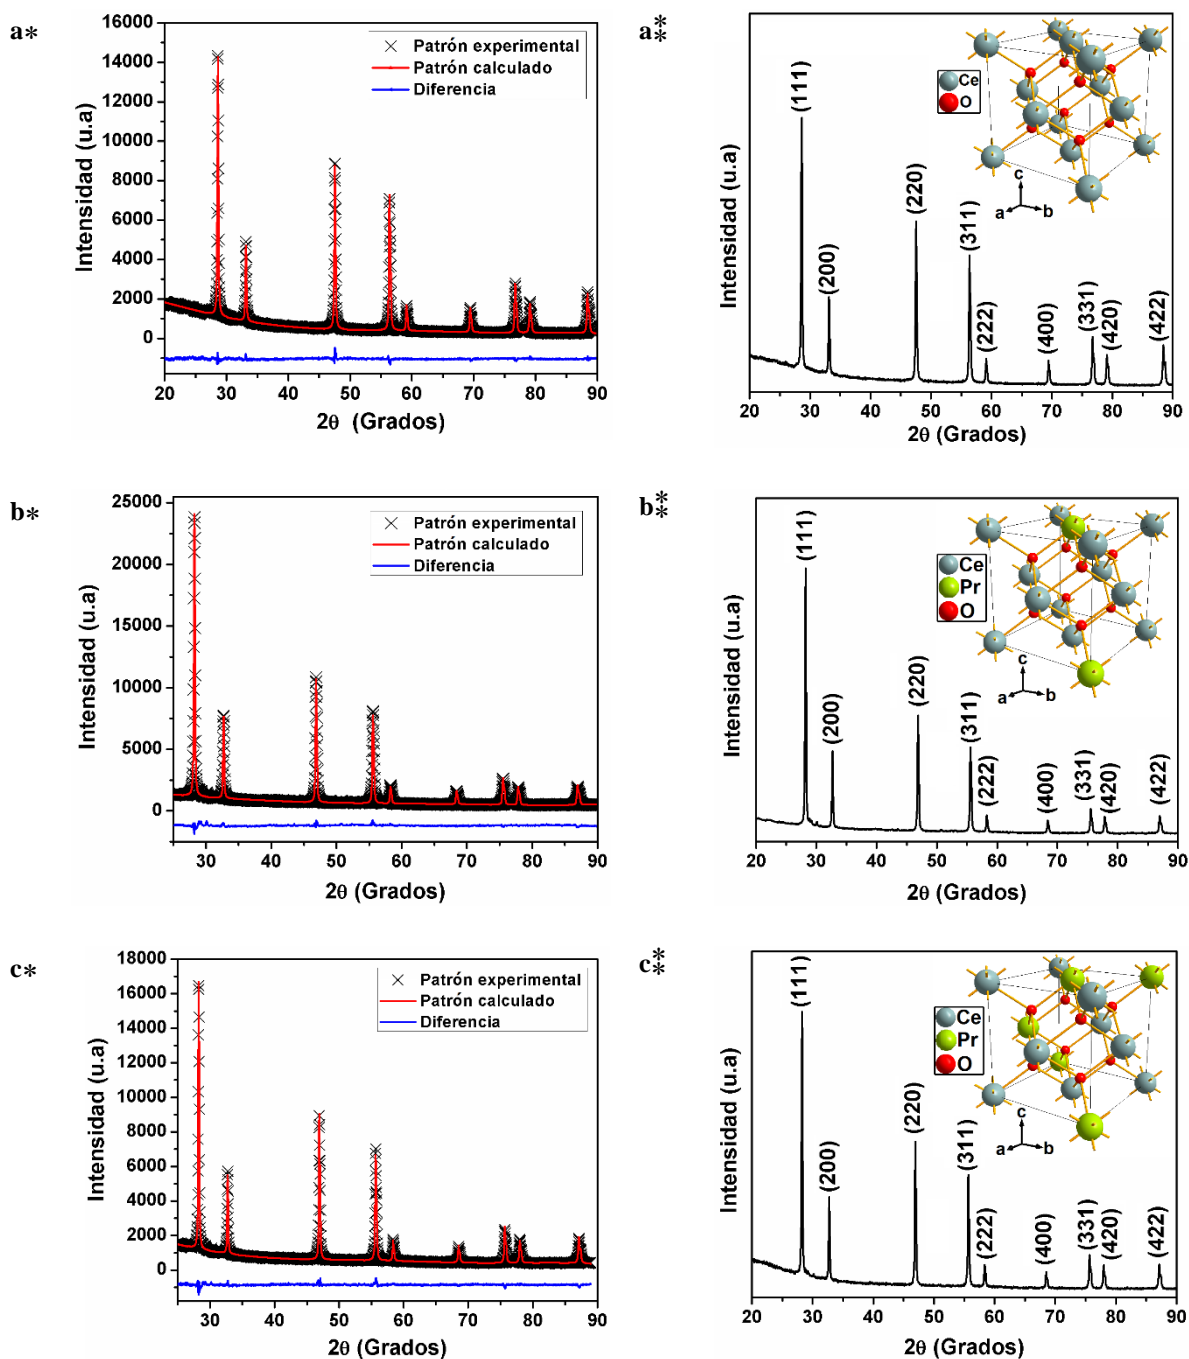 a*
16000
14000
12000
10000
8000
6000
4000
2000
0
Intensidad (u.a)
Patrón experimental
Patrón calculado
Diferencia
20 30 40 50 60 70 80 90
2θ (Grados)
a**
Intensidad (u.a)
(111)
(200)
(220)
(311)
(222)
(400)
(331)
(420)
(422)
Ce
O
c
a b
20 30 40 50 60 70 80 90
2θ (Grados)
b*
25000
20000
15000
10000
5000
0
Intensidad (u.a)
Patrón experimental
Patrón calculado
Diferencia
30 40 50 60 70 80 90
2θ (Grados)
b**
Intensidad (u.a)
(111)
(200)
(220)
(311)
(222)
(400)
(331)
(420)
(422)
Ce
Pr
O
c
a b
20 30 40 50 60 70 80 90
2θ (Grados)
c*
18000
16000
14000
12000
10000
8000
6000
4000
2000
0
Intensidad (u.a)
Patrón experimental
Patrón calculado
Diferencia
30 40 50 60 70 80 90
2θ (Grados)
c**
Intensidad (u.a)
(111)
(200)
(220)
(311)
(222)
(400)
(331)
(420)
(422)
Ce
Pr
O
c
a b
20 30 40 50 60 70 80 90
2θ (Grados)